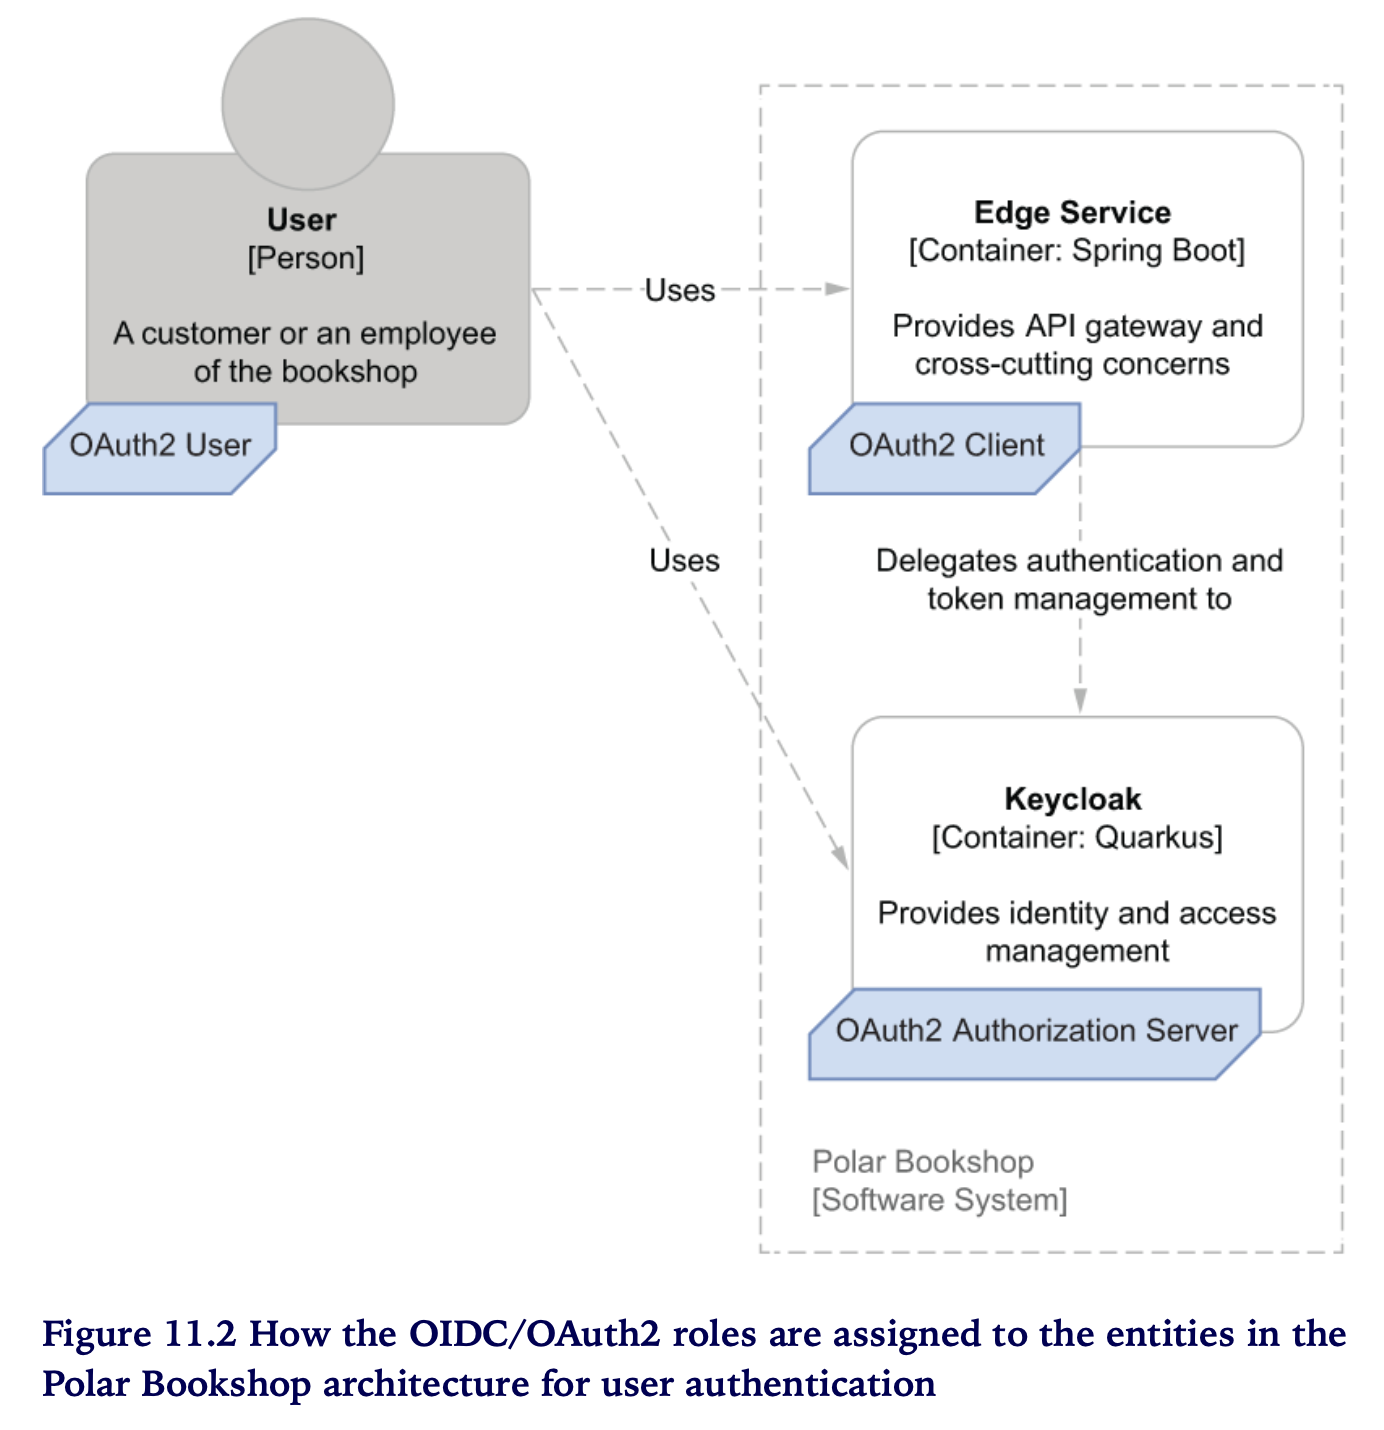 User
[Person]
A customer or an employee
of the bookshop
OAuth2 User
Uses
Edge Service
[Container: Spring Boot]
Provides API gateway and
cross-cutting concerns
OAuth2 Client
Uses
Delegates authentication and
token management to
Keycloak
[Container: Quarkus]
Provides identity and access
management
OAuth2 Authorization Server
Polar Bookshop
[Software System]
Figure 11.2 How the OIDC/OAuth2 roles are assigned to the entities in the
Polar Bookshop architecture for user authentication